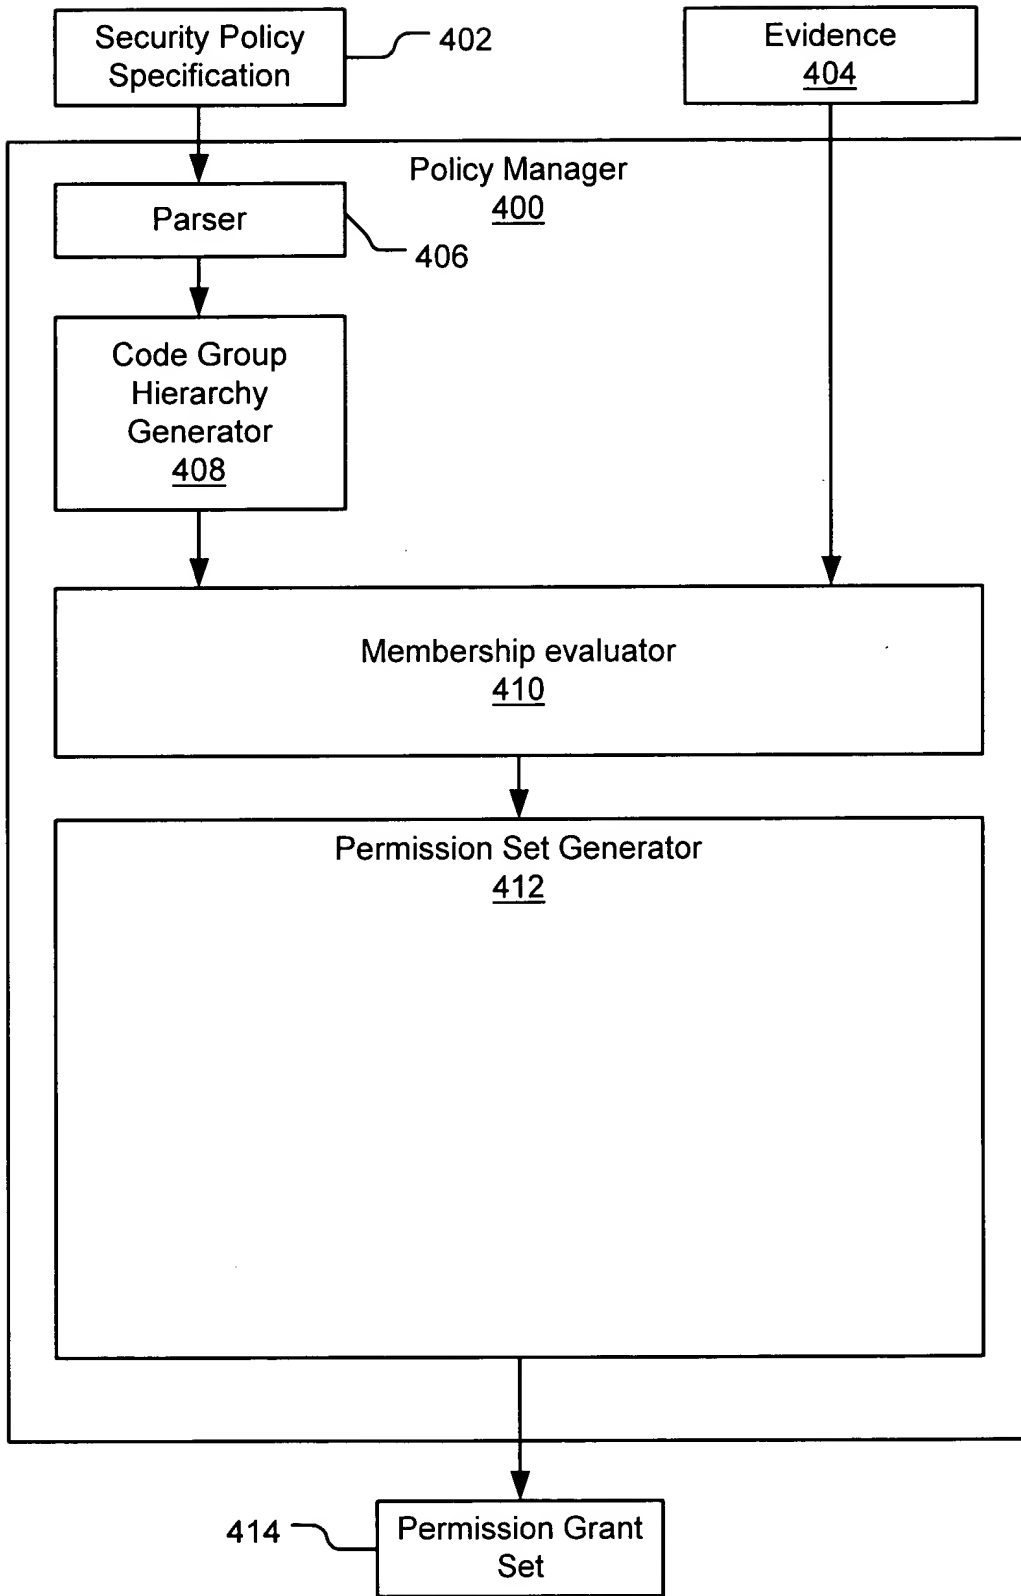 Security Policy
Specification
402
Evidence
404
Policy Manager
400
Parser
406
Code Group
Hierarchy
Generator
408
Membership evaluator
410
Permission Set Generator
412
414
Permission Grant
Set